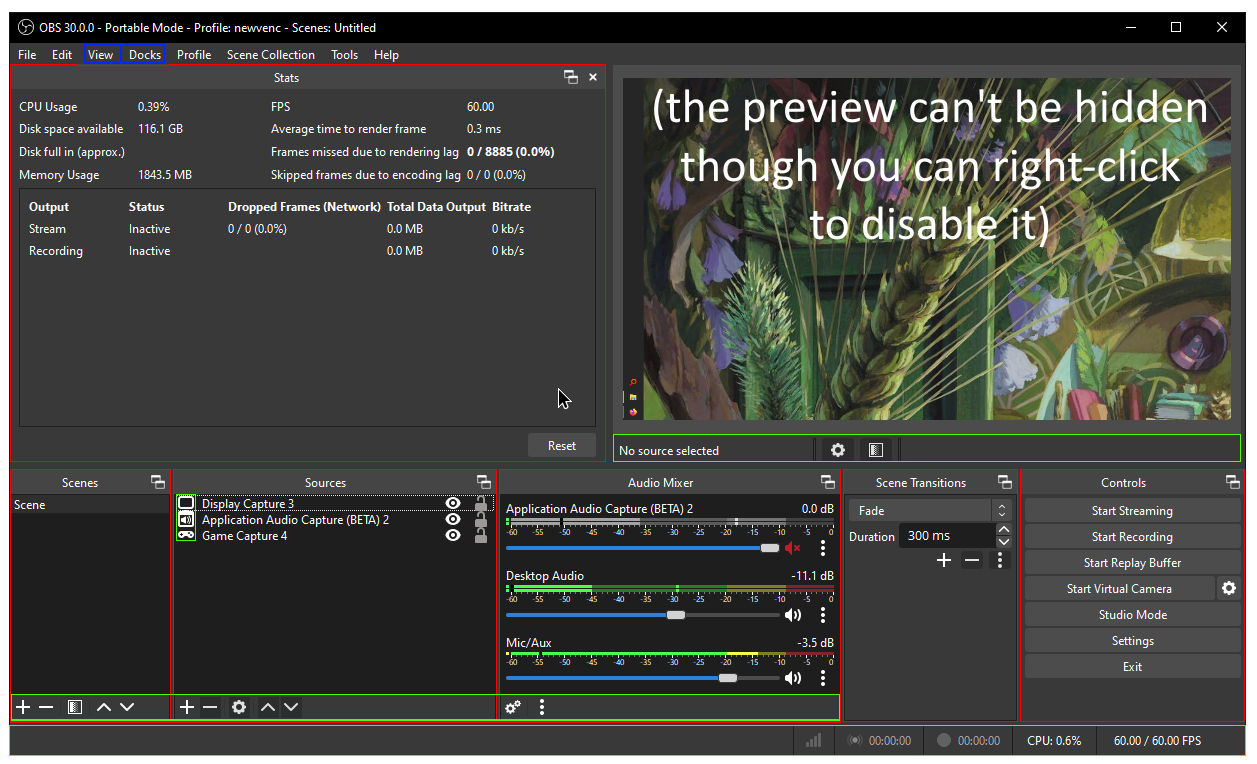 OBS 30.0.0 - Portable Mode - Profile: newvenc - Scenes: Untitled
File Edit View Docks Profile Scene Collection Tools Help
Stats
CPU Usage 0.39% FPS 60.00
Disk space available 116.1 GB Average time to render frame 0.3 ms
Disk full in (approx.) Frames missed due to rendering lag 0 / 8885 (0.0%)
Memory Usage 1843.5 MB Skipped frames due to encoding lag 0 / 0 (0.0%)
Output Status Dropped Frames (Network) Total Data Output Bitrate
Stream Inactive 0 / 0 (0.0%) 0.0 MB 0 kb/s
Recording Inactive 0.0 MB 0 kb/s
Reset
(the preview can't be hidden
though you can right-click
to disable it)
No source selected
Scenes
Scene
Sources
Display Capture 3
Application Audio Capture (BETA) 2
Game Capture 4
Audio Mixer
Application Audio Capture (BETA) 2 0.0 dB
-60 -55 -50 -45 -40 -35 -30 -25 -20 -15 -10 -5 0
Desktop Audio -11.1 dB
-60 -55 -50 -45 -40 -35 -30 -25 -20 -15 -10 -5 0
Mic/Aux -3.5 dB
-60 -55 -50 -45 -40 -35 -30 -25 -20 -15 -10 -5 0
Scene Transitions
Fade
Duration 300 ms
Controls
Start Streaming
Start Recording
Start Replay Buffer
Start Virtual Camera
Studio Mode
Settings
Exit
00:00:00 00:00:00 CPU: 0.6% 60.00 / 60.00 FPS